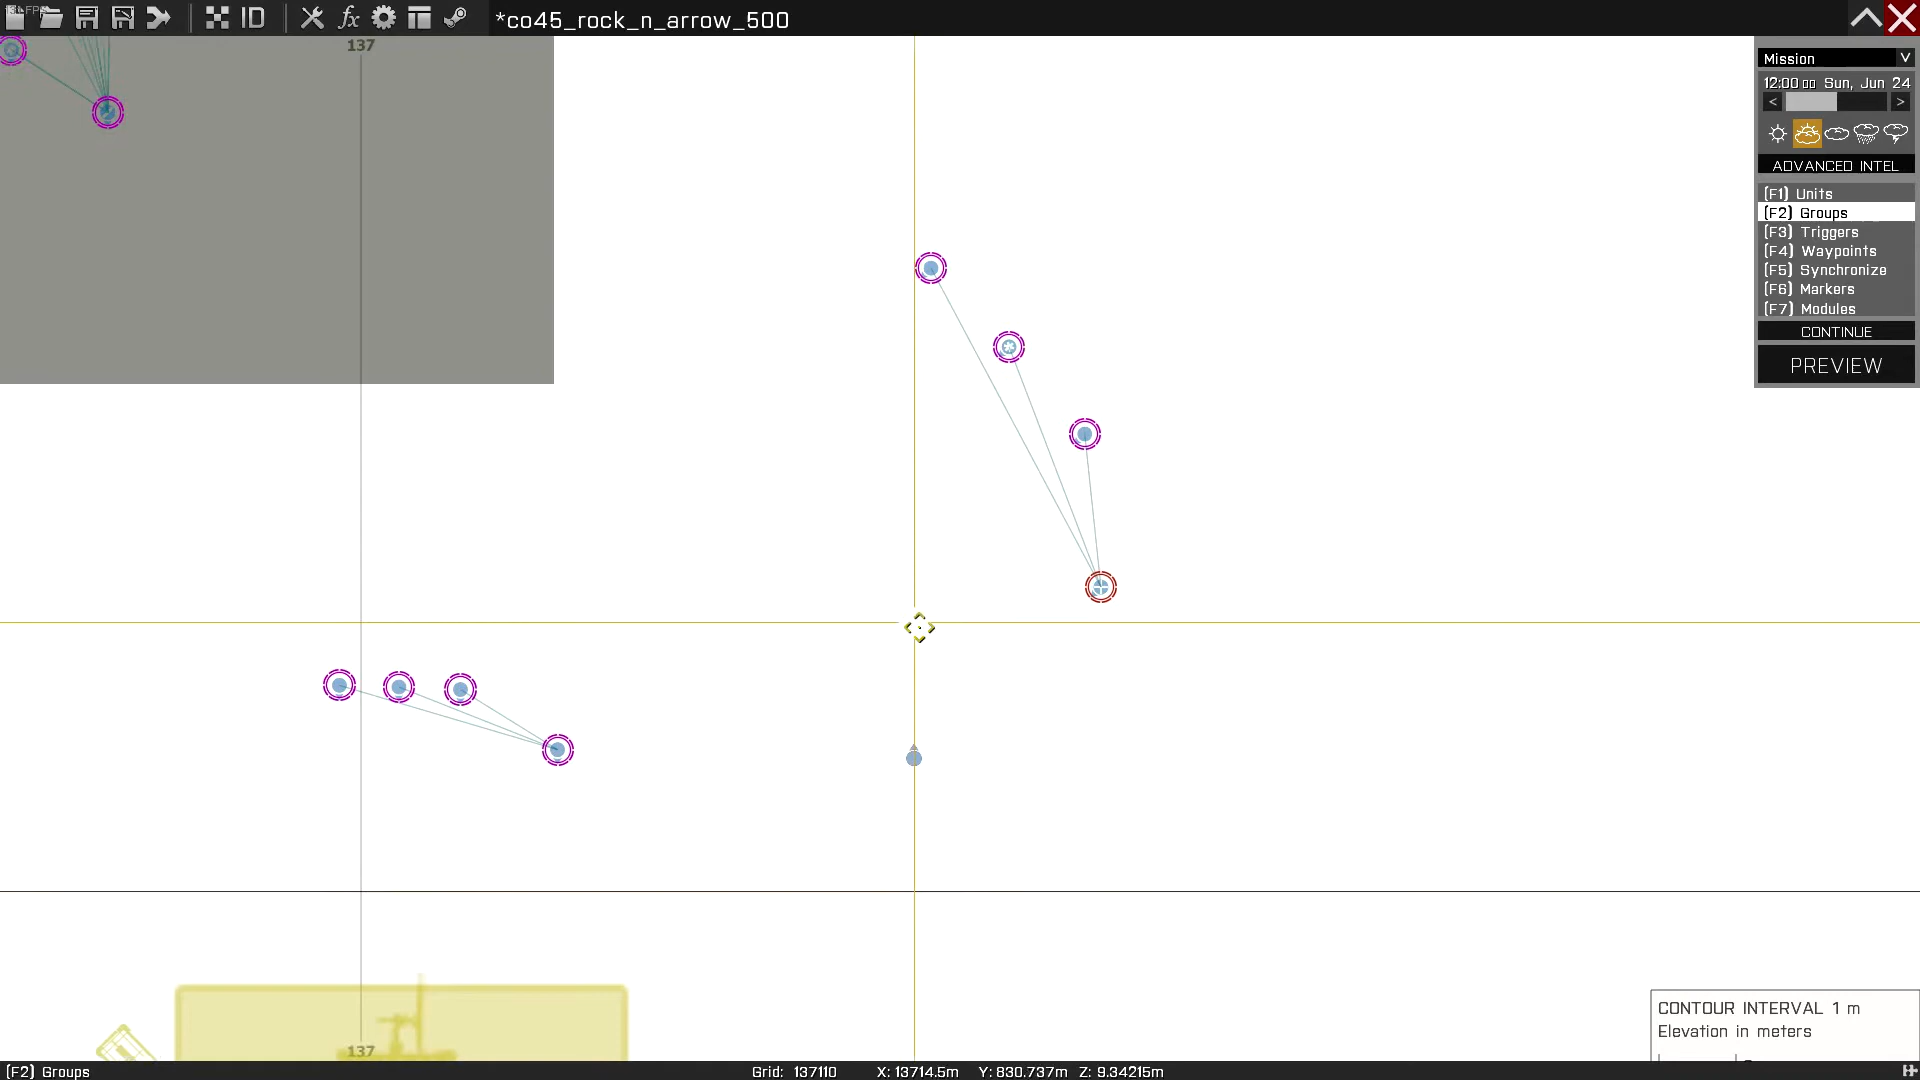 ID
fx
*co45_rock_n_arrow_500
137
Mission
12:00 00 Sun, Jun 24
< >
ADVANCED INTEL
(F1) Units
(F2) Groups
(F3) Triggers
(F4) Waypoints
(F5) Synchronize
(F6) Markers
(F7) Modules
CONTINUE
PREVIEW
CONTOUR INTERVAL 1 m
Elevation in meters
137
(F2) Groups
Grid: 137110 X: 13714.5m Y: 830.737m Z: 9.34215m